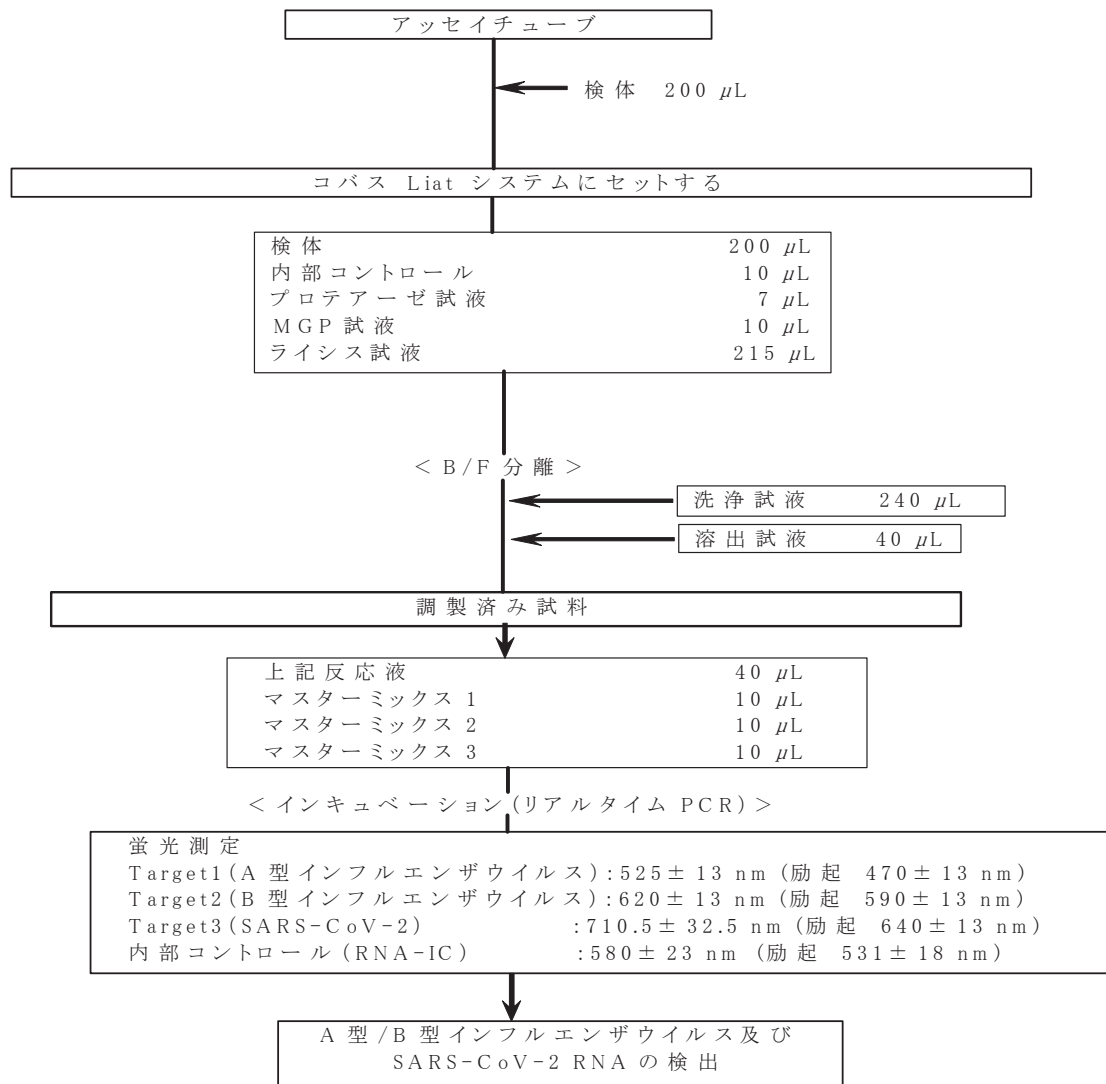 アッセイチューブ
検体 200 µL
コバス Liat システムにセットする
検体 200 µL
内部コントロール 10 µL
プロテアーゼ試液 7 µL
MGP試液 10 µL
ライシス試液 215 µL
＜B/F 分離＞
洗浄試液 240 µL
溶出試液 40 µL
調製済み試料
上記反応液 40 µL
マスターミックス 1 10 µL
マスターミックス 2 10 µL
マスターミックス 3 10 µL
＜インキュベーション(リアルタイム PCR)＞
蛍光測定
Target1(A 型インフルエンザウイルス):525± 13 nm (励起 470± 13 nm)
Target2(B 型インフルエンザウイルス):620± 13 nm (励起 590± 13 nm)
Target3(SARS-CoV-2) :710.5± 32.5 nm (励起 640± 13 nm)
内部コントロール(RNA-IC) :580± 23 nm (励起 531± 18 nm)
A 型/B 型インフルエンザウイルス及び
SARS-CoV-2 RNA の検出